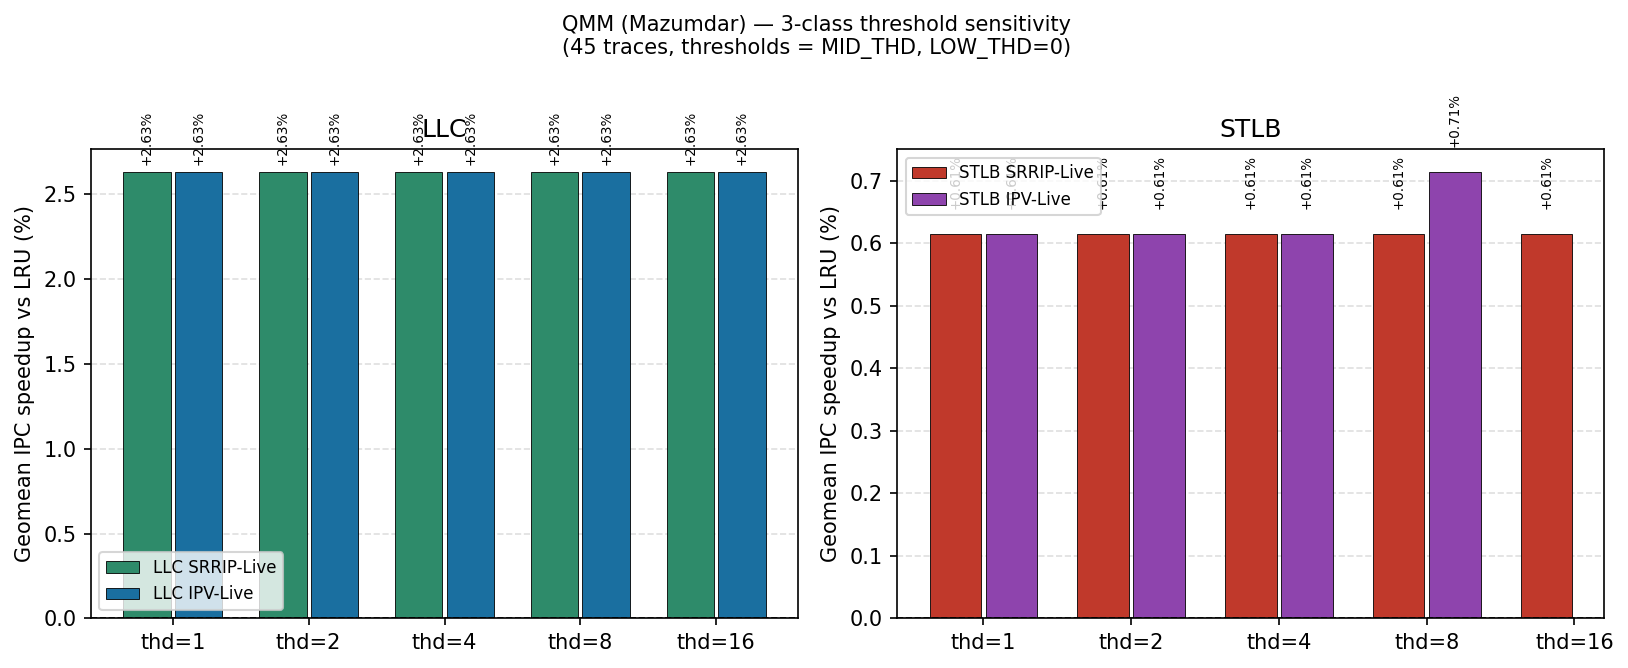 QMM (Mazumdar) — 3-class threshold sensitivity
(45 traces, thresholds = MID_THD, LOW_THD=0)
LLC
Geomean IPC speedup vs LRU (%)
2.5
2.0
1.5
1.0
0.5
0.0
+2.63%
+2.63%
+2.63%
+2.63%
+2.63%
+2.63%
+2.63%
+2.63%
+2.63%
+2.63%
LLC SRRIP-Live
LLC IPV-Live
thd=1
thd=2
thd=4
thd=8
thd=16
STLB
Geomean IPC speedup vs LRU (%)
0.7
0.6
0.5
0.4
0.3
0.2
0.1
0.0
STLB SRRIP-Live
STLB IPV-Live
+0.61%
+0.61%
+0.61%
+0.61%
+0.61%
+0.61%
+0.61%
+0.71%
+0.61%
thd=1
thd=2
thd=4
thd=8
thd=16